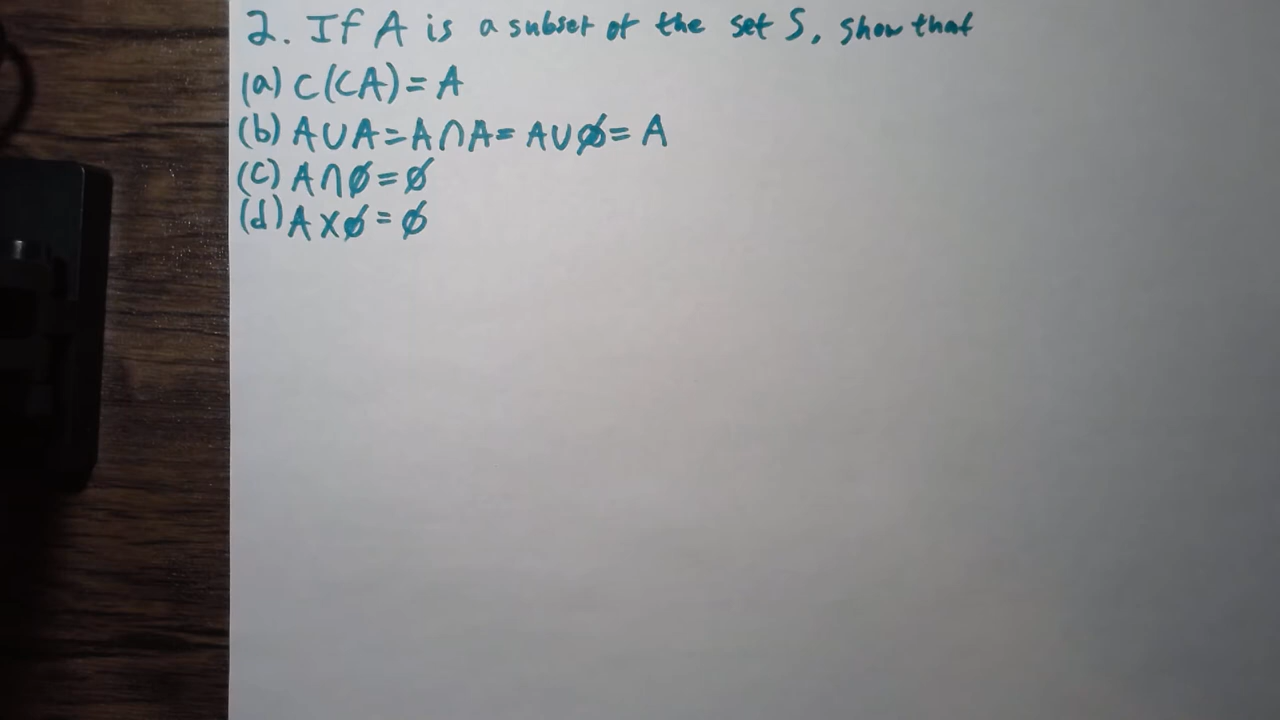 2. If A is a subset of the set S, show that
(a) C(CA) = A
(b) A∪A = A∩A = A∪∅ = A
(c) A∩∅ = ∅
(d) A×∅ = ∅